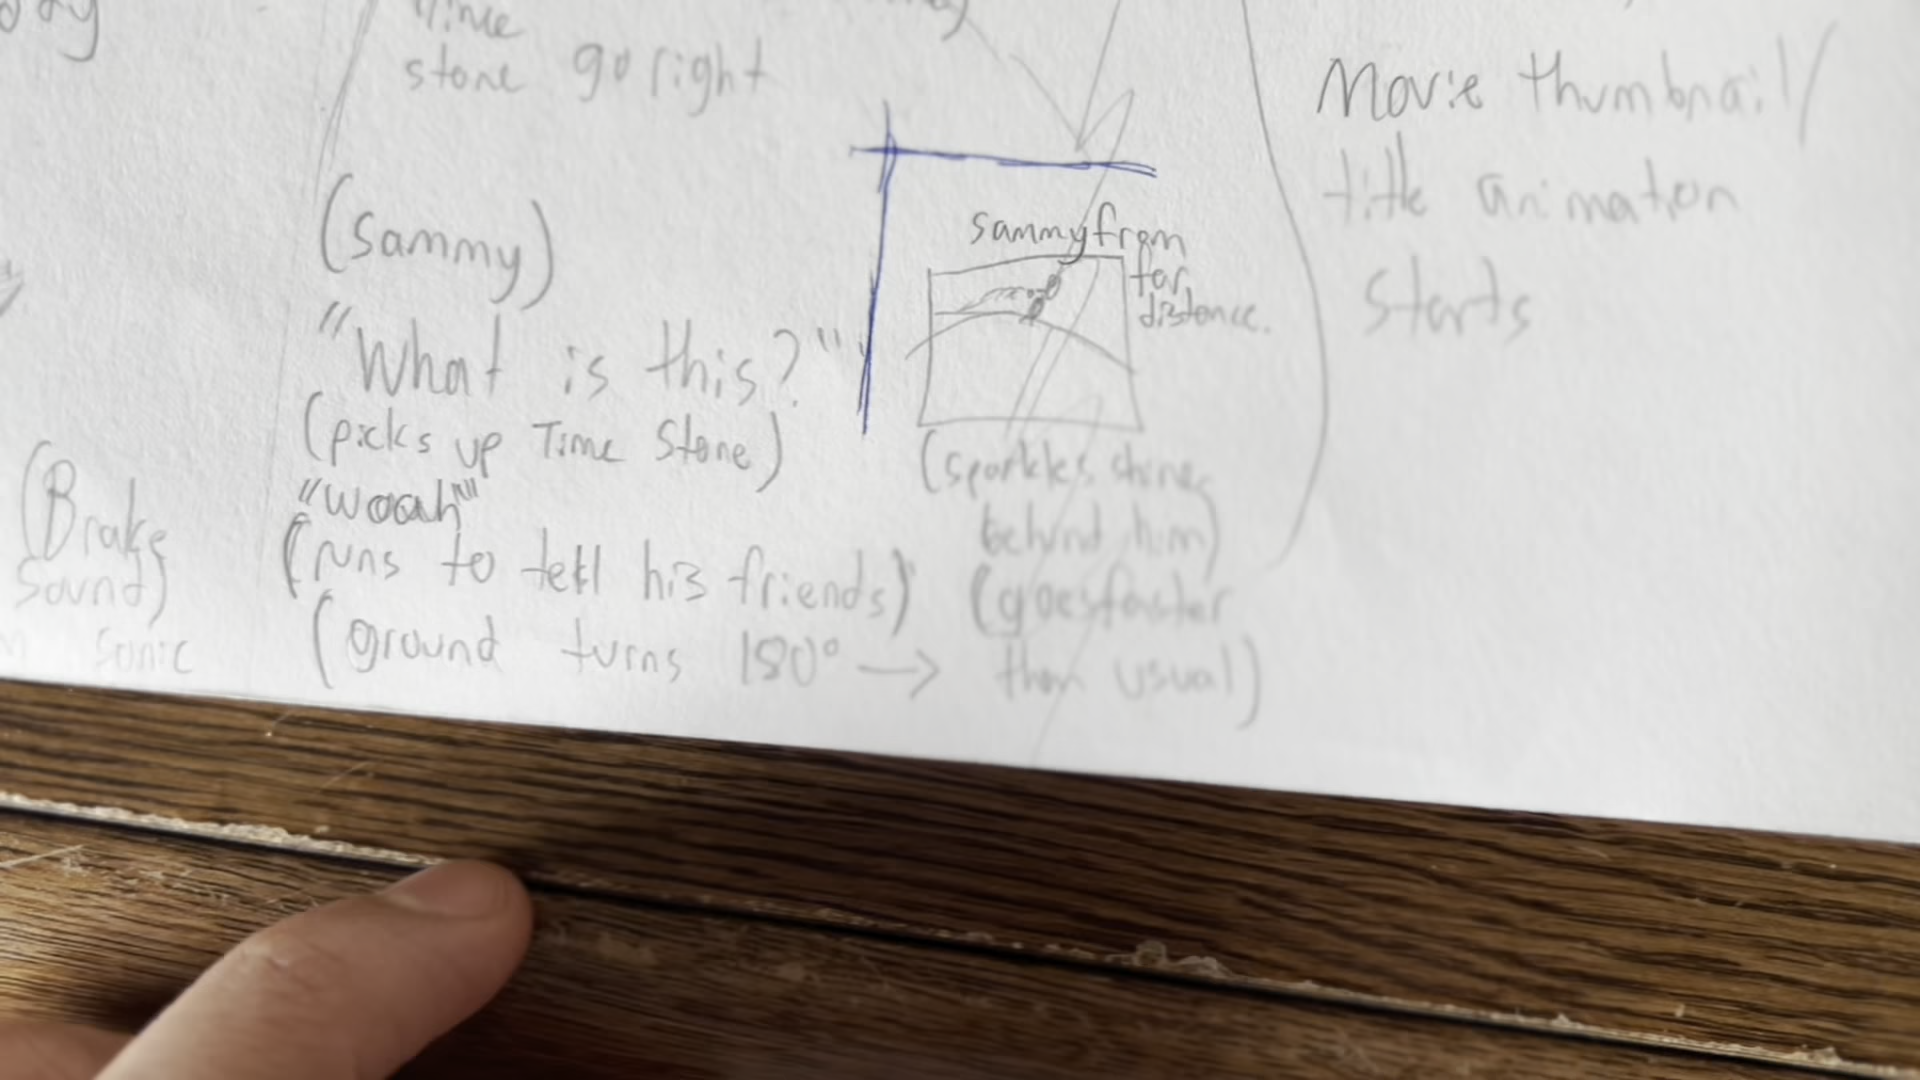 stone go right
(Sammy)
"What is this?"
(picks up Time Stone)
"woah"
(runs to tell his friends)
(ground turns 180° →
Sammy from
far
distance.
(sparkles shine
behind him)
(goes faster
than usual)
Movie thumbnail/
title animation
starts
(Brake
Sound)
Sonic